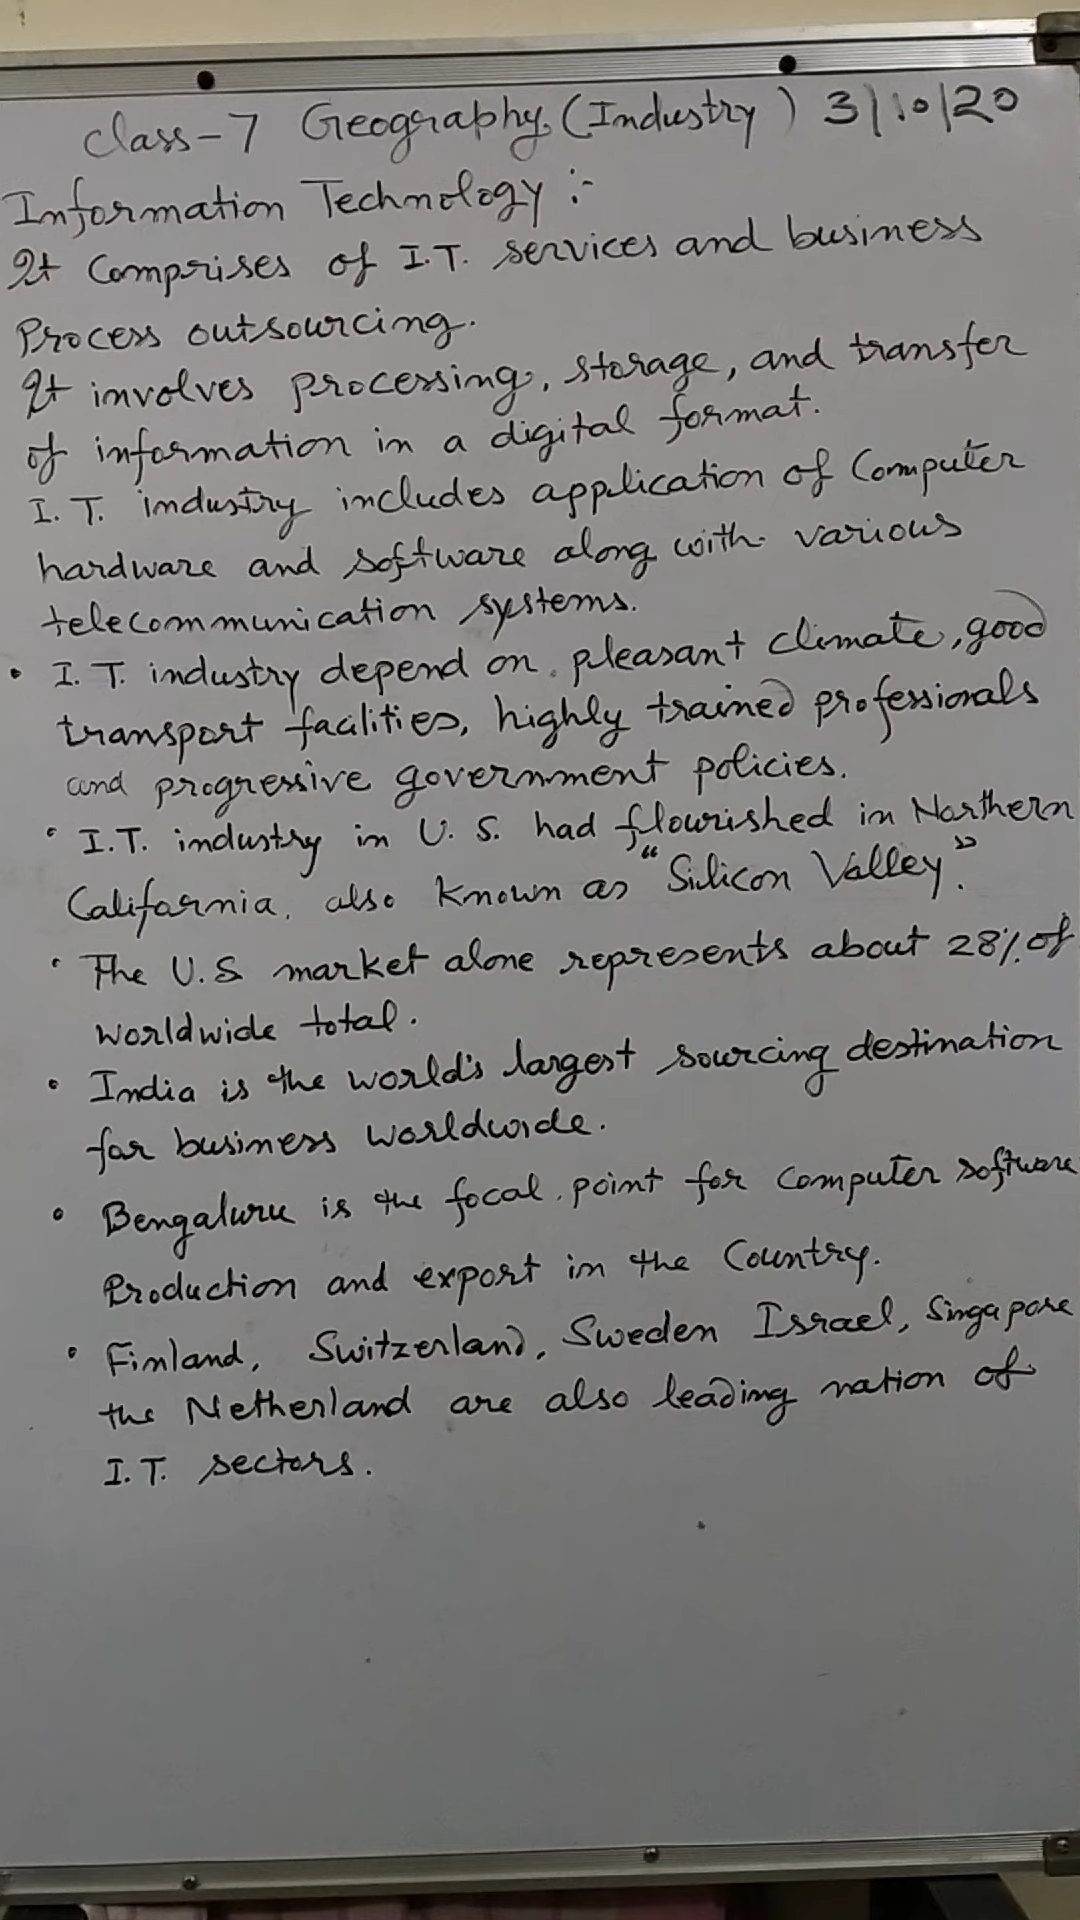 class-7 Geography (Industry) 3/10/20
Information Technology :-
It Comprises of I.T. services and business
Process outsourcing.
It involves processing, storage, and transfer
of information in a digital format.
I.T. industry includes application of Computer
hardware and software along with various
telecommunication systems.
• I.T. industry depend on pleasant climate, good
transport facilities, highly trained professionals
and progressive government policies.
• I.T. industry in U.S. had flourished in Northern
California, also known as "Silicon Valley".
• The U.S market alone represents about 28% of
worldwide total.
• India is the world's largest sourcing destination
for business worldwide.
• Bengaluru is the focal point for Computer software
Production and export in the Country.
• Finland, Switzerland, Sweden Israel, Singapore
the Netherland are also leading nation of
I.T. sectors.